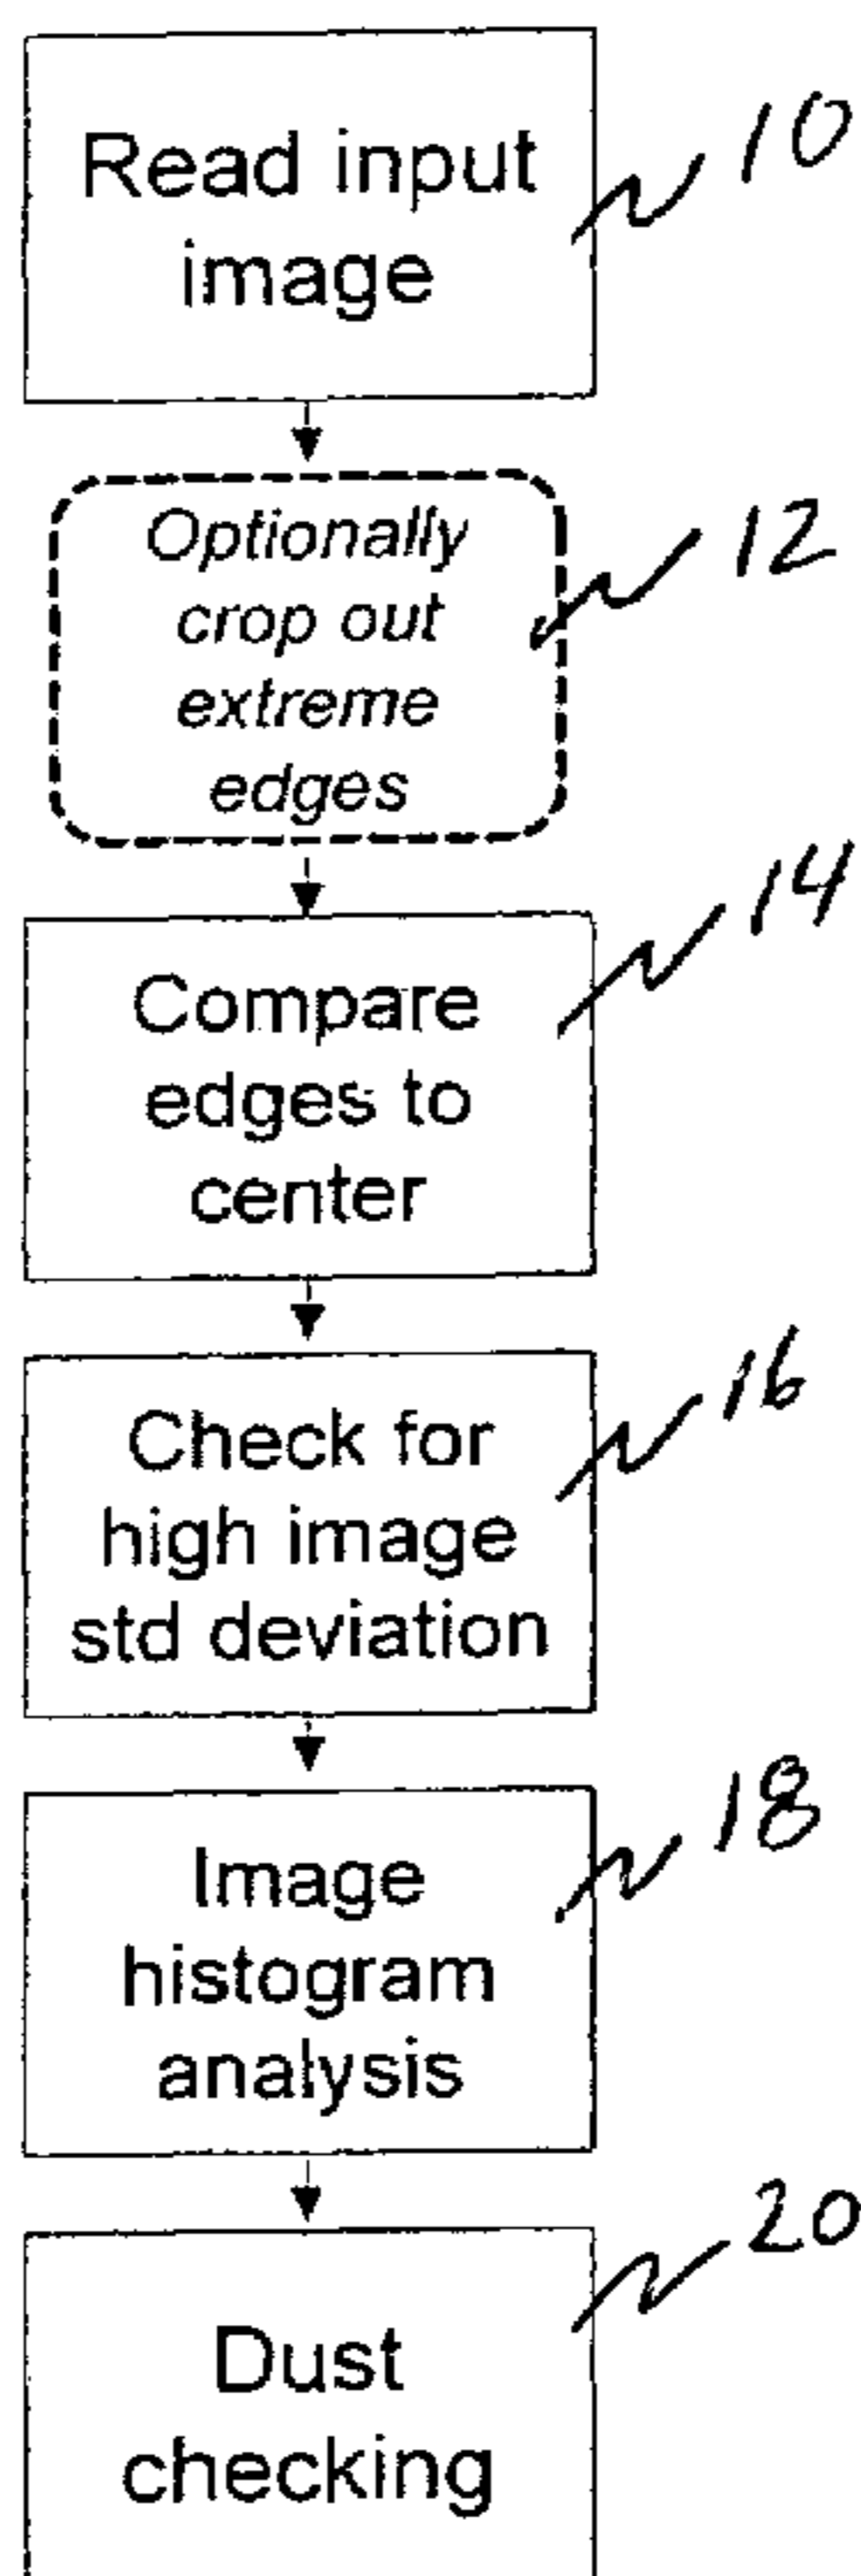 Read input
image
10
Optionally
crop out
extreme
edges
12
Compare
edges to
center
14
Check for
high image
std deviation
16
Image
histogram
analysis
18
Dust
checking
20